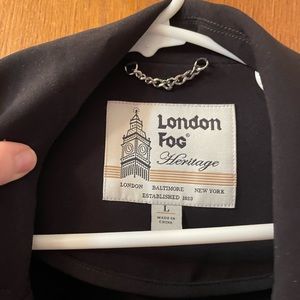 London
Fog®
Heritage
LONDON BALTIMORE NEW YORK
ESTABLISHED 1923
L
MADE IN
CHINA